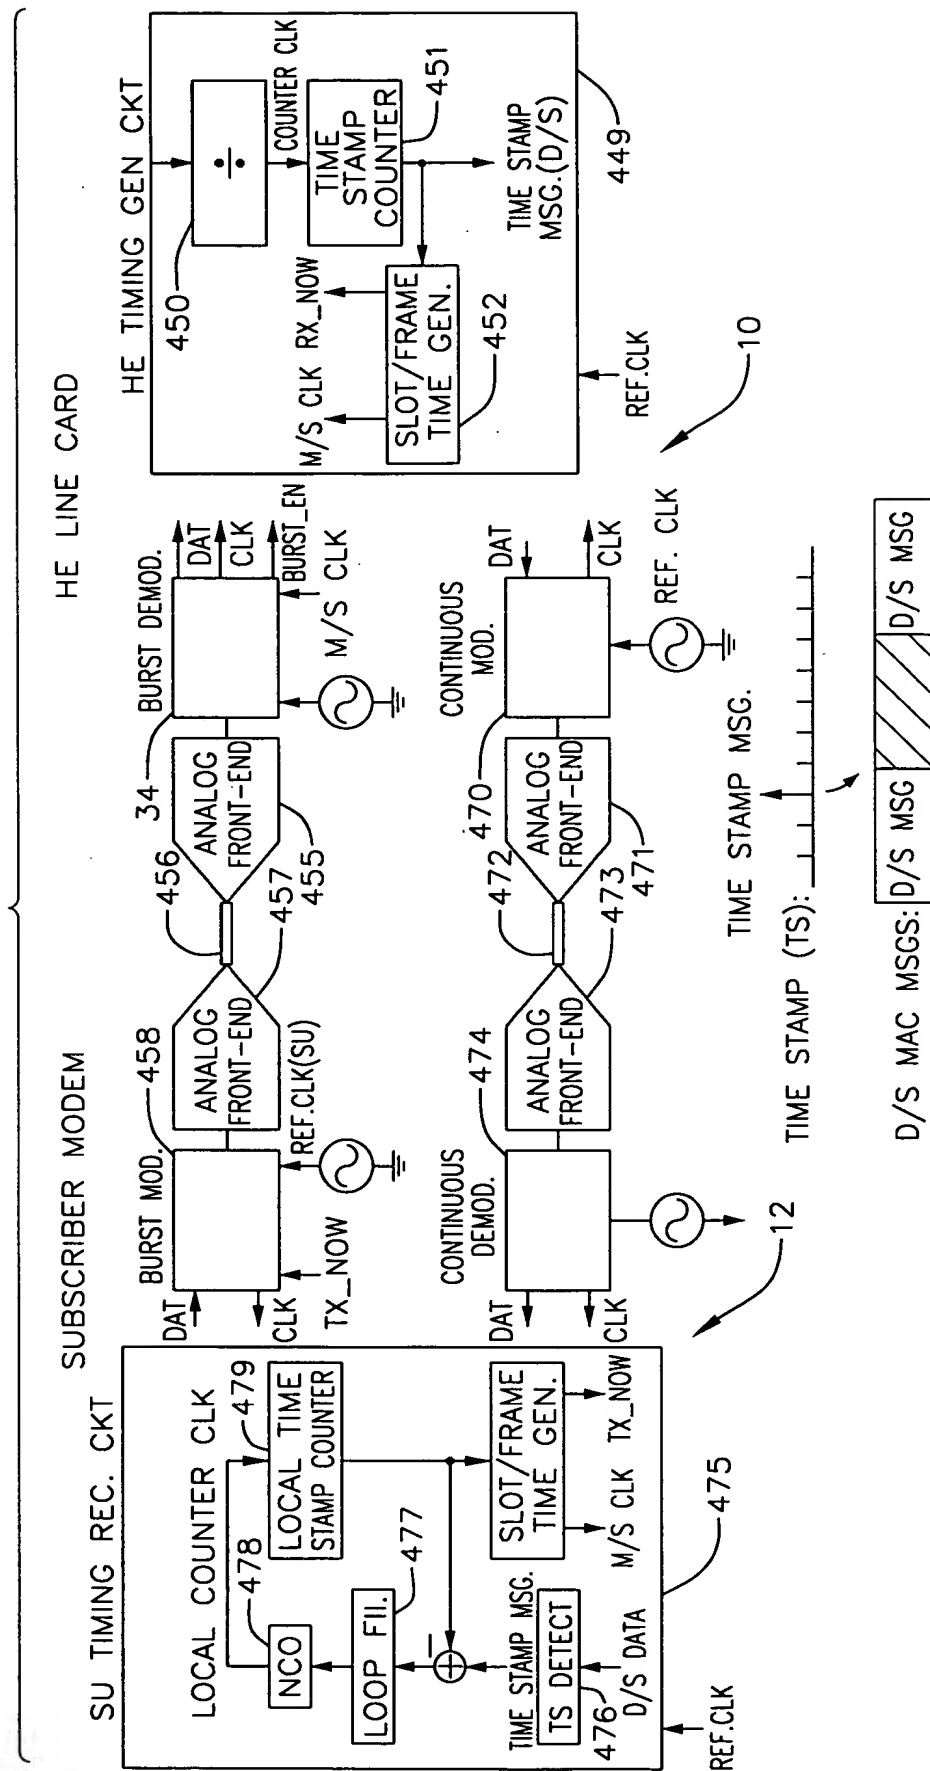 HE LINE CARD
SUBSCRIBER MODEM
HE TIMING GEN CKT
450
÷
COUNTER CLK
TIME
STAMP
COUNTER
451
TIME STAMP
MSG.(D/S)
449
M/S CLK
RX_NOW
SLOT/FRAME
TIME GEN.
452
REF.CLK
10
BURST DEMOD.
34
DAT
CLK
BURST_EN
M/S CLK
ANALOG
FRONT-END
455
456
ANALOG
FRONT-END
457
BURST MOD.
458
REF.CLK(SU)
DAT
CLK
TX_NOW
CONTINUOUS
MOD.
470
DAT
CLK
REF. CLK
ANALOG
FRONT-END
471
472
ANALOG
FRONT-END
473
CONTINUOUS
DEMOD.
474
DAT
CLK
12
SU TIMING REC. CKT
LOCAL COUNTER CLK
478
NCO
479
LOCAL TIME
STAMP COUNTER
LOOP FIl.
477
−
+
TIME STAMP MSG.
TS DETECT
476
D/S DATA
SLOT/FRAME
TIME GEN.
M/S CLK
TX_NOW
475
REF.CLK
TIME STAMP MSG.
TIME STAMP (TS):
D/S MAC MSGS:
D/S MSG
D/S MSG